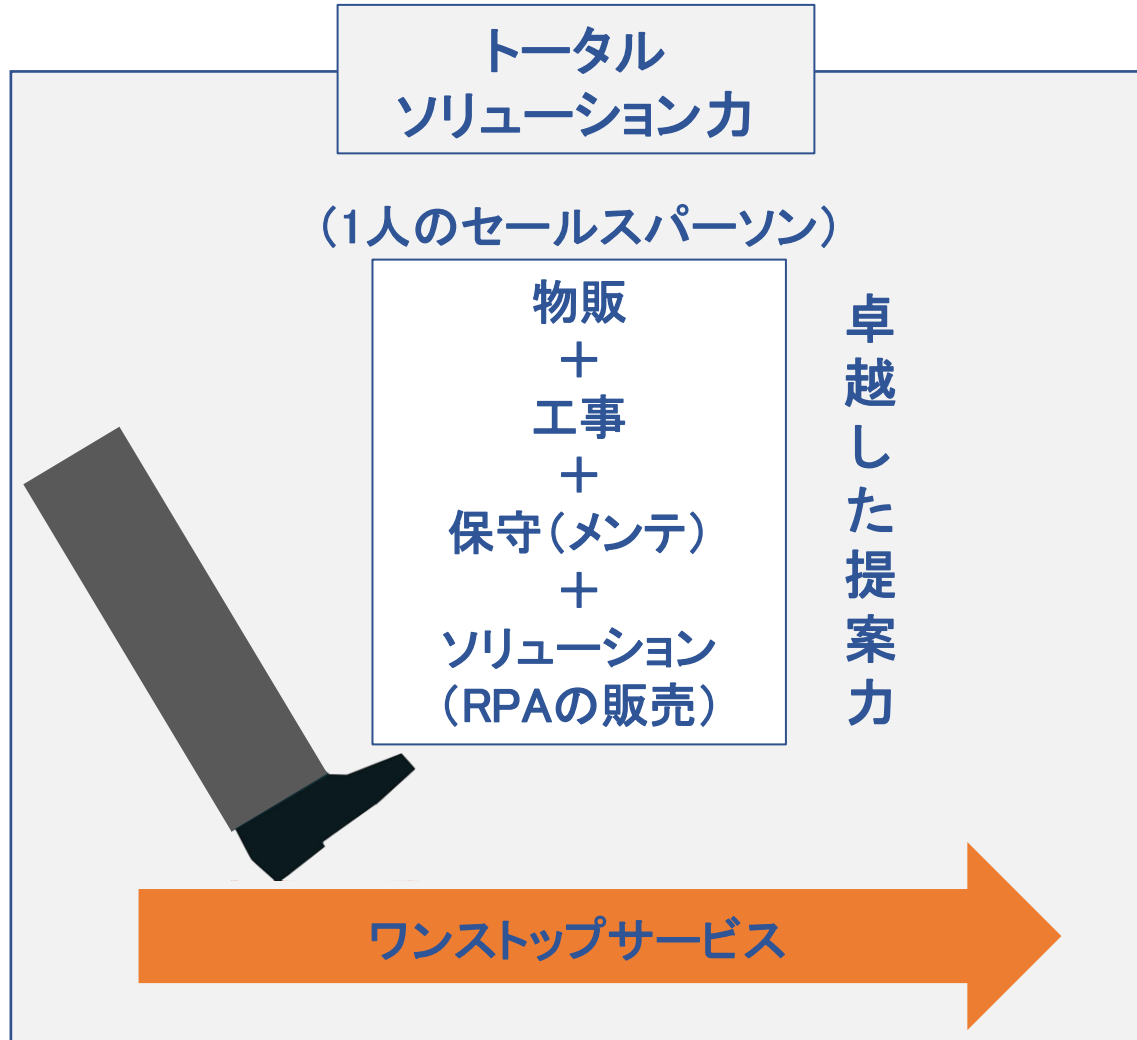 トータル
ソリューション力
（1人のセールスパーソン）
物販
＋
工事
＋
保守（メンテ）
＋
ソリューション
（RPAの販売）
卓越した提案力
ワンストップサービス